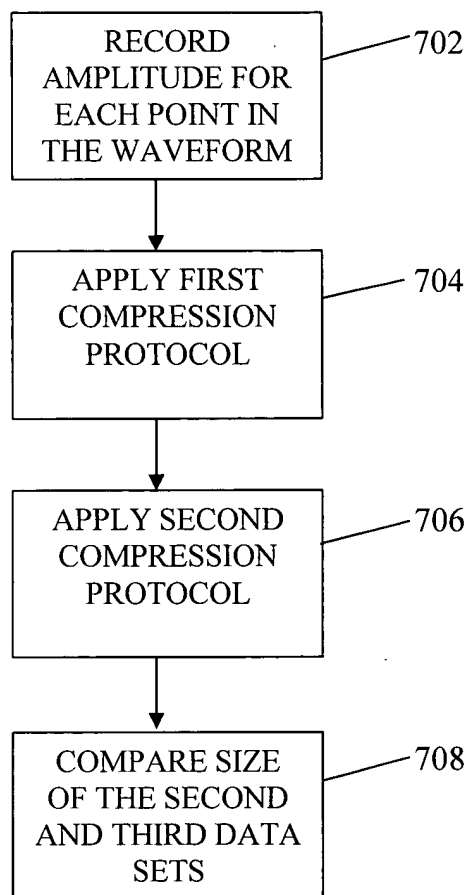 RECORD
AMPLITUDE FOR
EACH POINT IN
THE WAVEFORM
702
APPLY FIRST
COMPRESSION
PROTOCOL
704
APPLY SECOND
COMPRESSION
PROTOCOL
706
COMPARE SIZE
OF THE SECOND
AND THIRD DATA
SETS
708